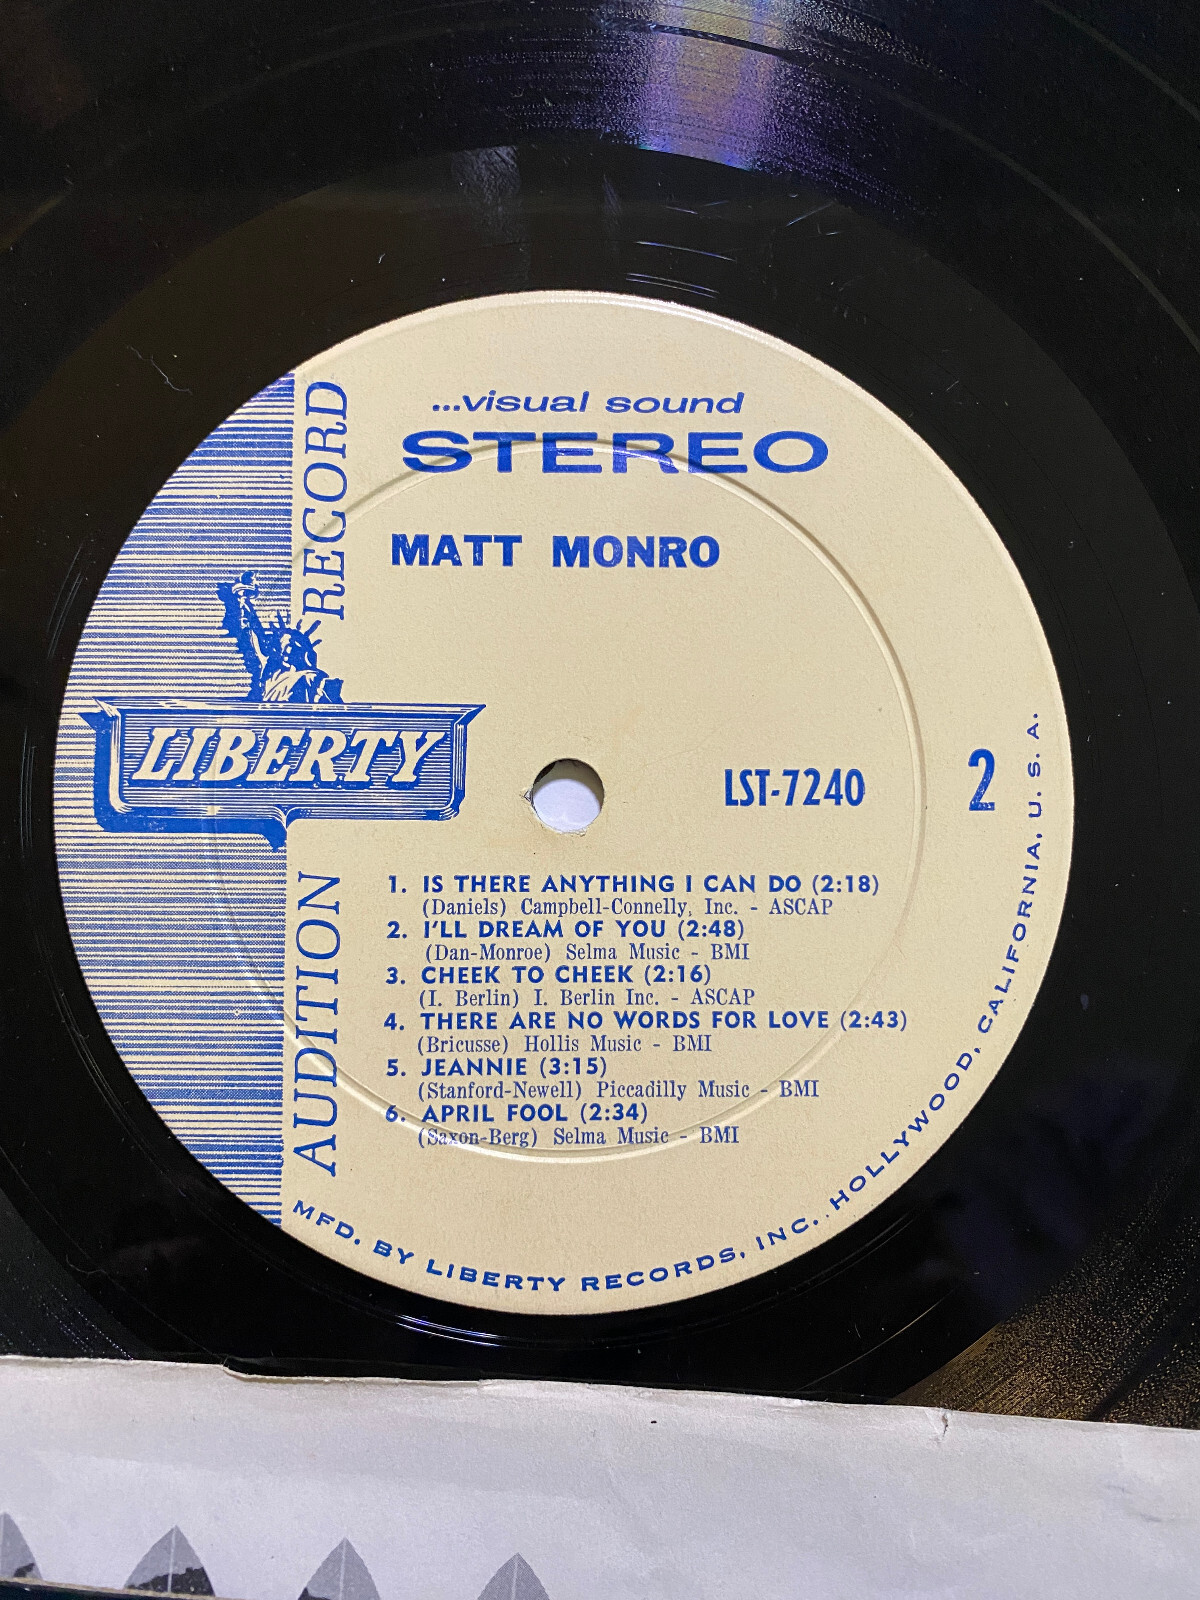 ...visual sound
STEREO
MATT MONRO
AUDITION RECORD
LIBERTY
LST-7240
2
1. IS THERE ANYTHING I CAN DO (2:18)
(Daniels) Campbell-Connelly, Inc. - ASCAP
2. I'LL DREAM OF YOU (2:48)
(Dan-Monroe) Selma Music - BMI
3. CHEEK TO CHEEK (2:16)
(I. Berlin) I. Berlin Inc. - ASCAP
4. THERE ARE NO WORDS FOR LOVE (2:43)
(Bricusse) Hollis Music - BMI
5. JEANNIE (3:15)
(Stanford-Newell) Piccadilly Music - BMI
6. APRIL FOOL (2:34)
(Saxon-Berg) Selma Music - BMI
MFD. BY LIBERTY RECORDS, INC., HOLLYWOOD, CALIFORNIA, U. S. A.